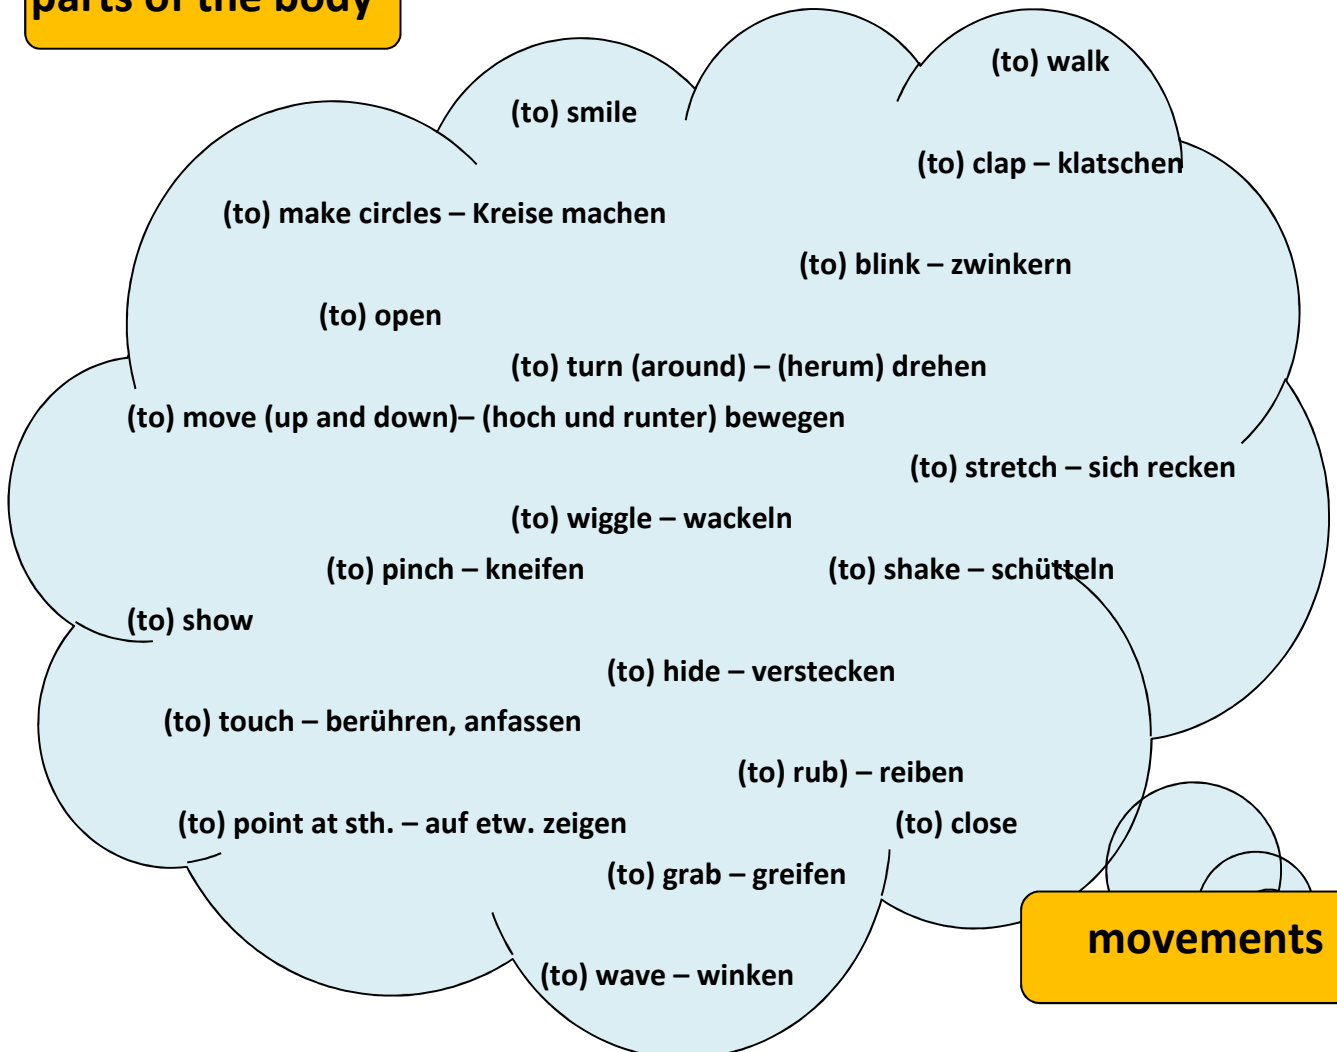 parts of the body
(to) walk
(to) smile
(to) clap – klatschen
(to) make circles – Kreise machen
(to) blink – zwinkern
(to) open
(to) turn (around) – (herum) drehen
(to) move (up and down)– (hoch und runter) bewegen
(to) stretch – sich recken
(to) wiggle – wackeln
(to) pinch – kneifen
(to) shake – schütteln
(to) show
(to) hide – verstecken
(to) touch – berühren, anfassen
(to) rub) – reiben
(to) point at sth. – auf etw. zeigen
(to) close
(to) grab – greifen
movements
(to) wave – winken